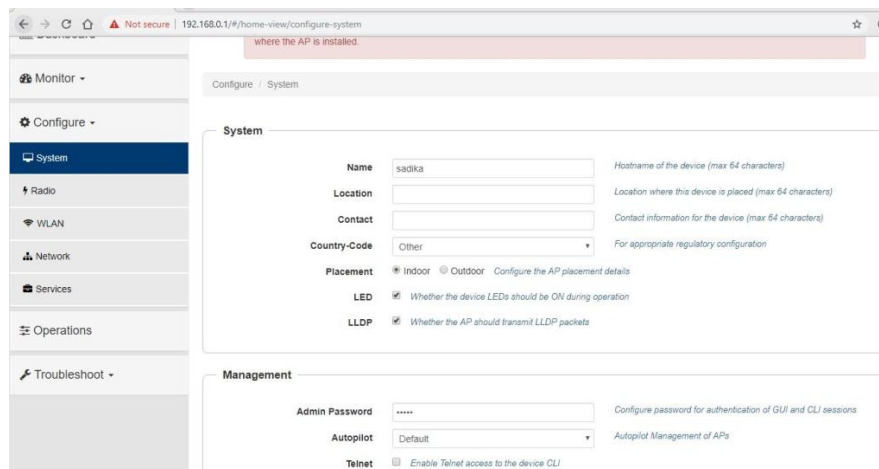 Not secure | 192.168.0.1/#/home-view/configure-system
Dashboard
where the AP is installed.
Monitor
Configure / System
Configure
System
System
Name sadika Hostname of the device (max 64 characters)
Radio
Location Location where this device is placed (max 64 characters)
WLAN
Contact Contact information for the device (max 64 characters)
Country-Code Other For appropriate regulatory configuration
Network
Placement Indoor Outdoor Configure the AP placement details
Services
LED Whether the device LEDs should be ON during operation
LLDP Whether the AP should transmit LLDP packets
Operations
Troubleshoot
Management
Admin Password ••••• Configure password for authentication of GUI and CLI sessions
Autopilot Default Autopilot Management of APs
Telnet Enable Telnet access to the device CLI